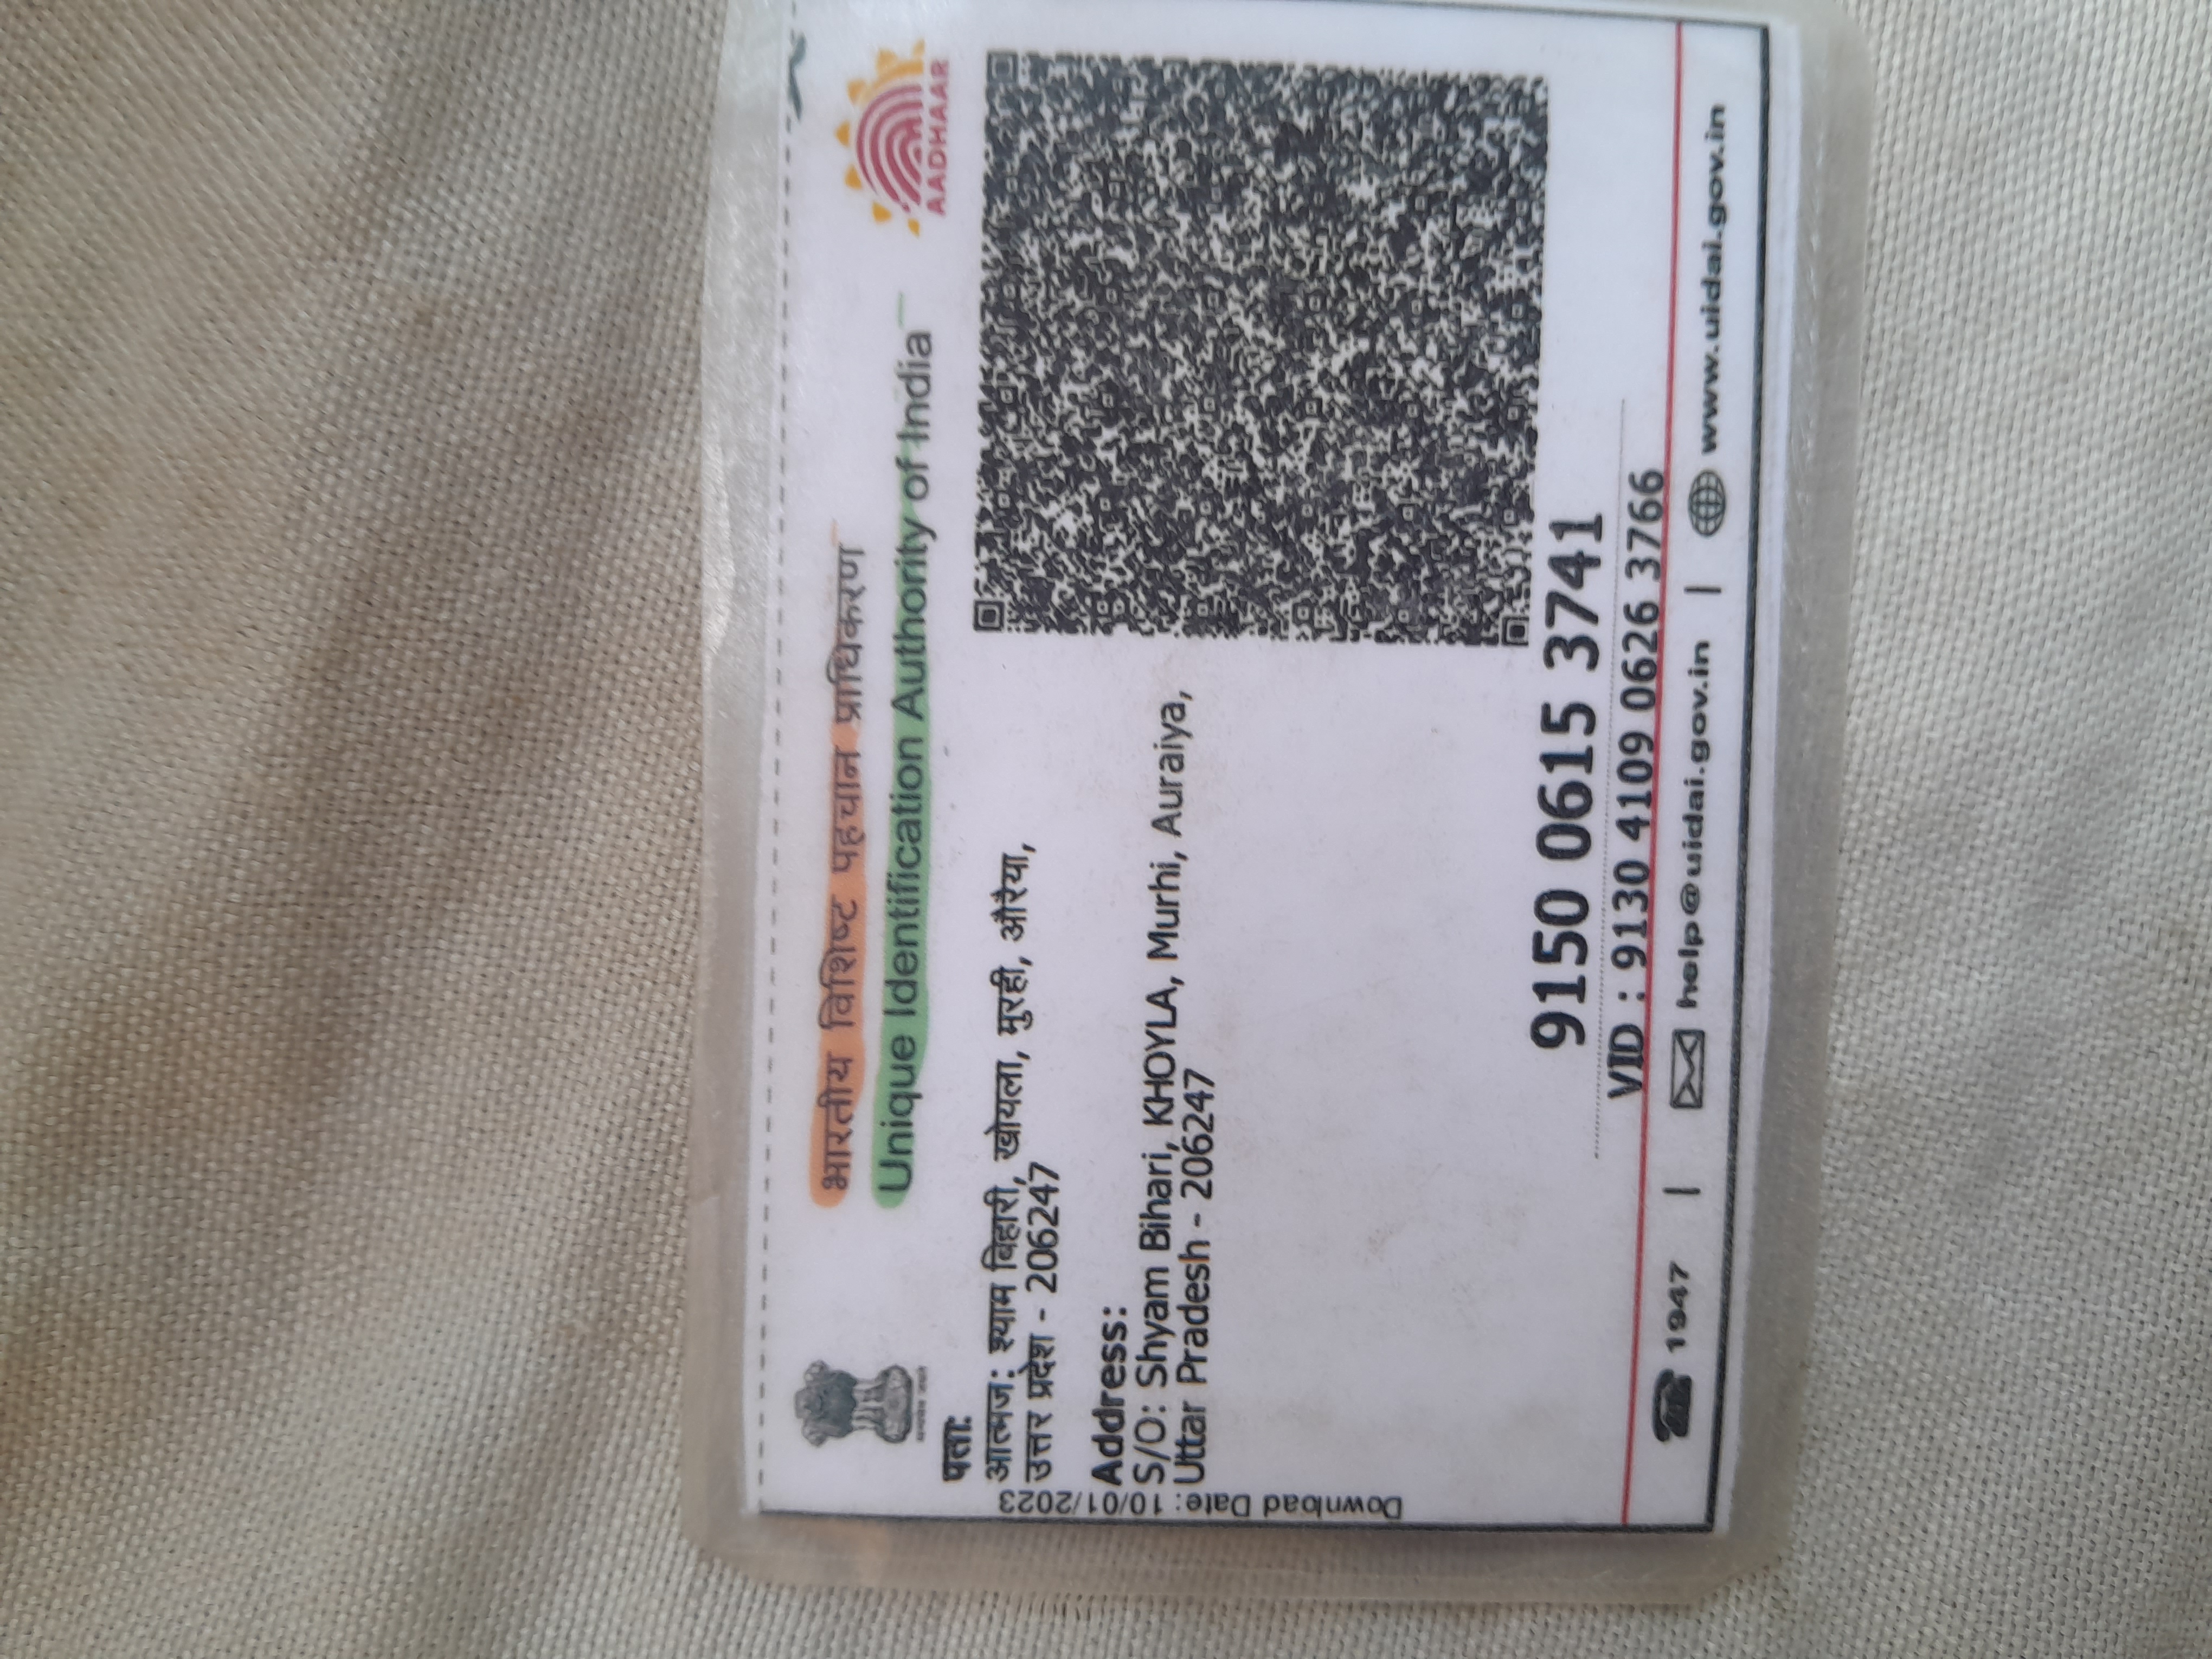 भारतीय विशिष्ट पहचान प्राधिकरण
Unique Identification Authority of India
AADHAAR
पता:
आत्मज: श्याम बिहारी, खोयला, मुरही, औरैया,
उत्तर प्रदेश - 206247
Address:
S/O: Shyam Bihari, KHOYLA, Murhi, Auraiya,
Uttar Pradesh - 206247
Download Date: 10/01/2023
9150 0615 3741
VID : 9130 4109 0626 3766
1947 | help@uidai.gov.in | www.uidai.gov.in